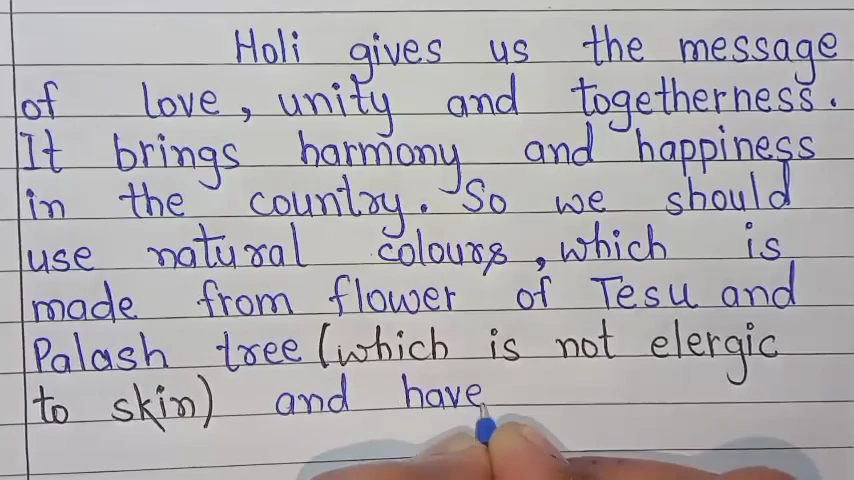 Holi gives us the message
of love, unity and togetherness.
It brings harmony and happiness
in the country. So we should
use natural colours, which is
made from flower of Tesu and
Palash tree (which is not elergic
to skin) and have